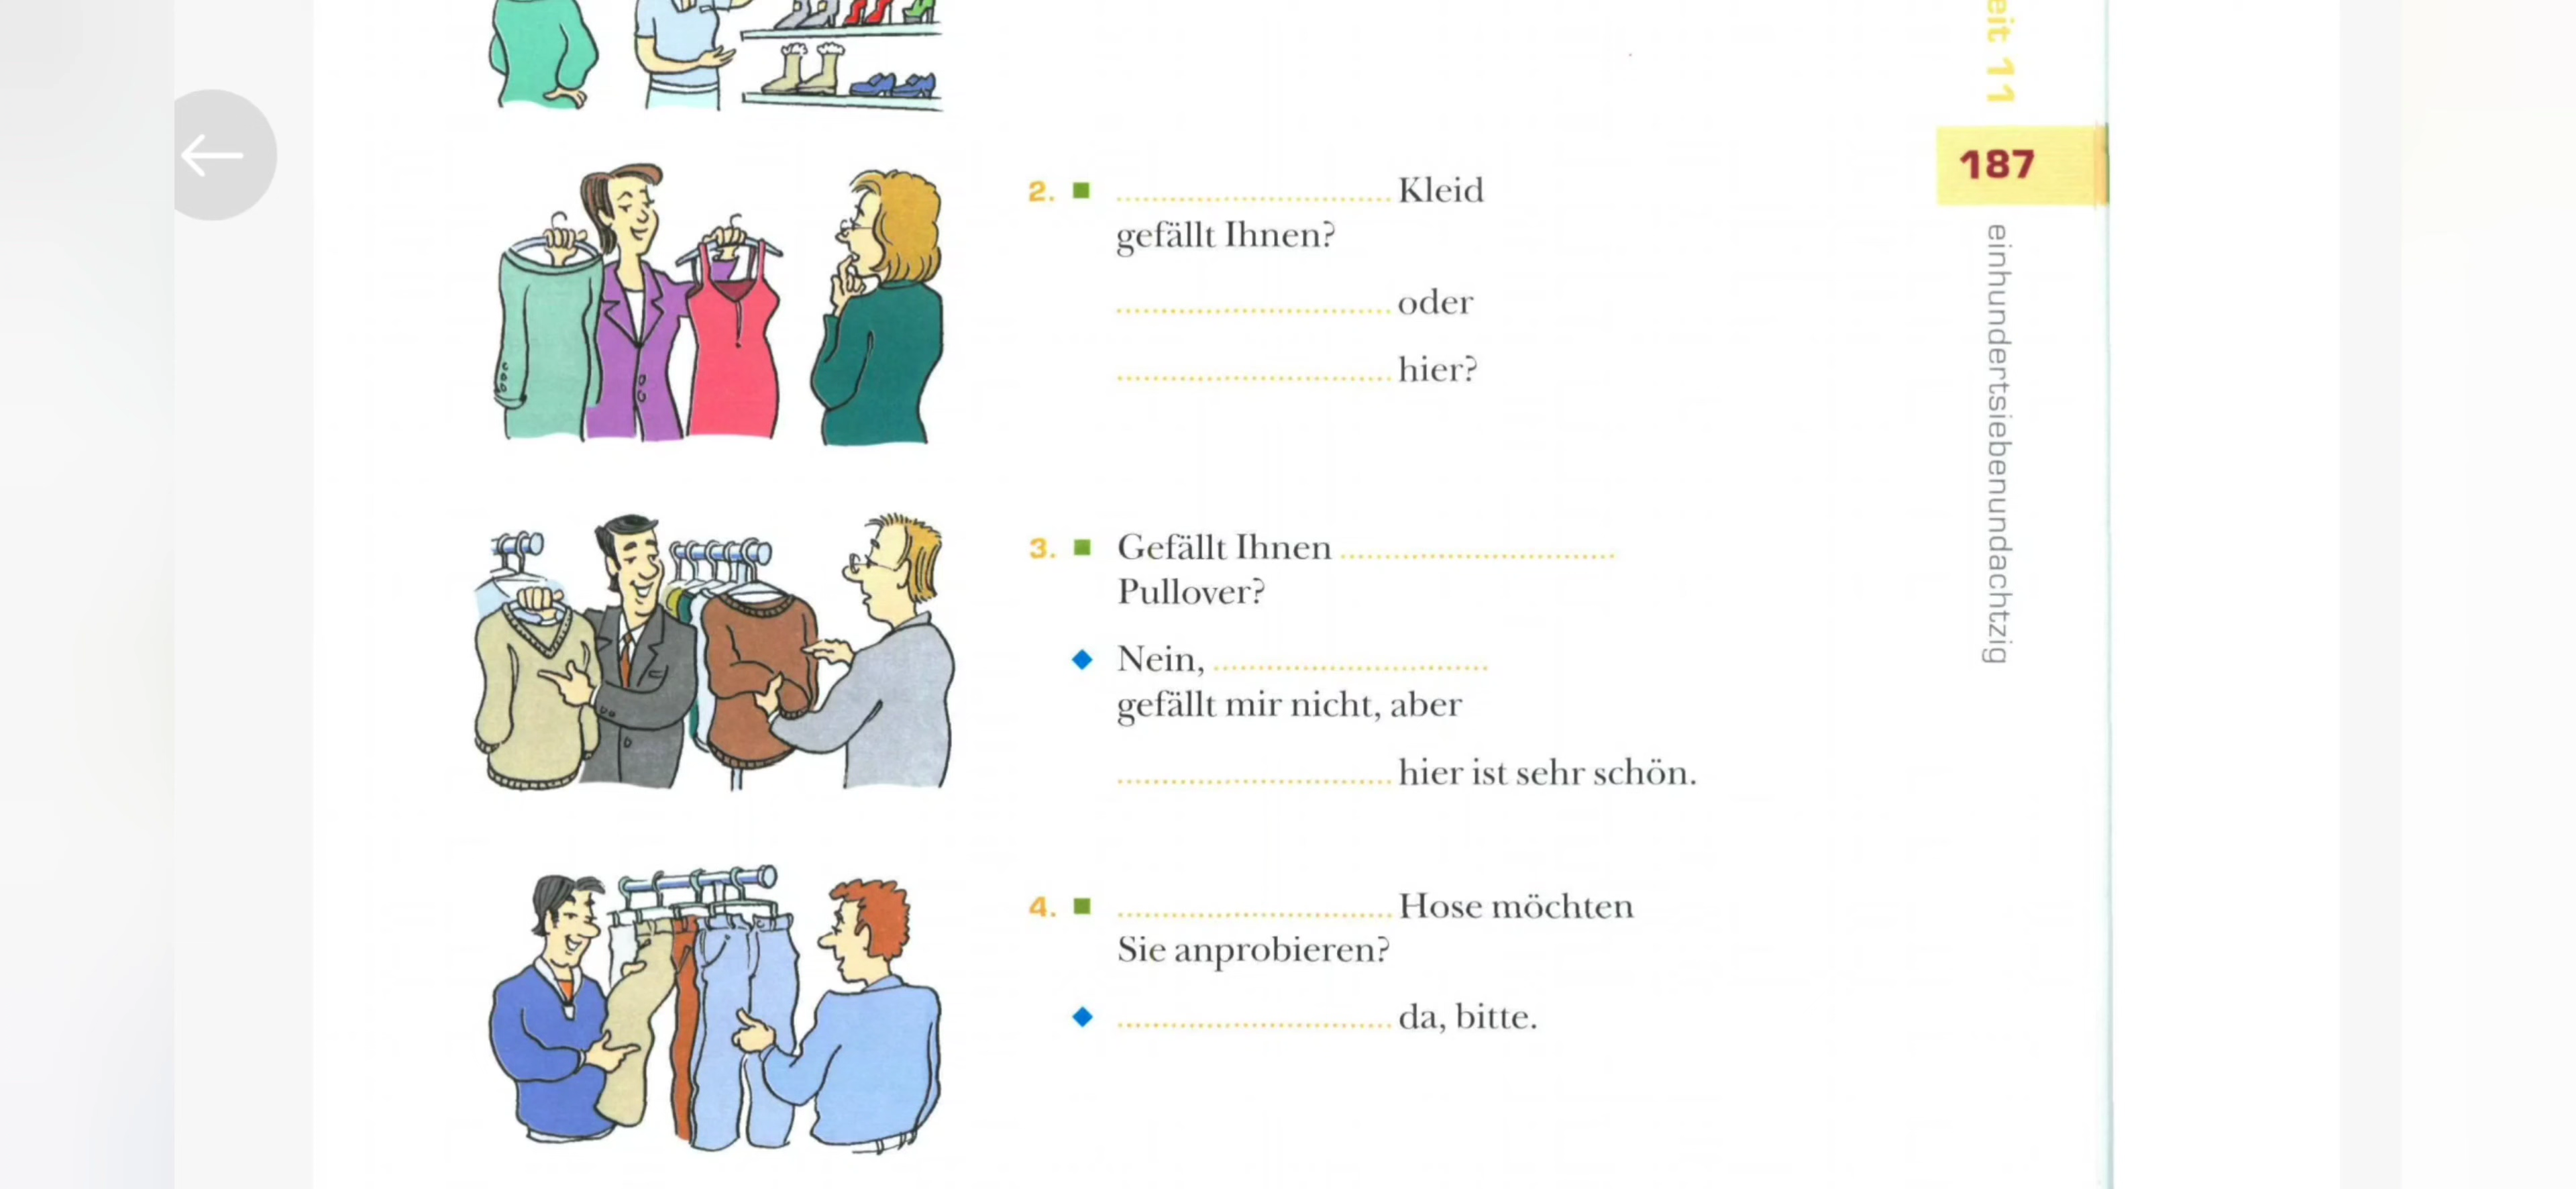 eit 11
187
einhundertsiebenundachtzig
2. ■ ........................ Kleid
gefällt Ihnen?
........................ oder
........................ hier?
3. ■ Gefällt Ihnen ........................
Pullover?
◆ Nein, ........................
gefällt mir nicht, aber
........................ hier ist sehr schön.
4. ■ ........................ Hose möchten
Sie anprobieren?
◆ ........................ da, bitte.